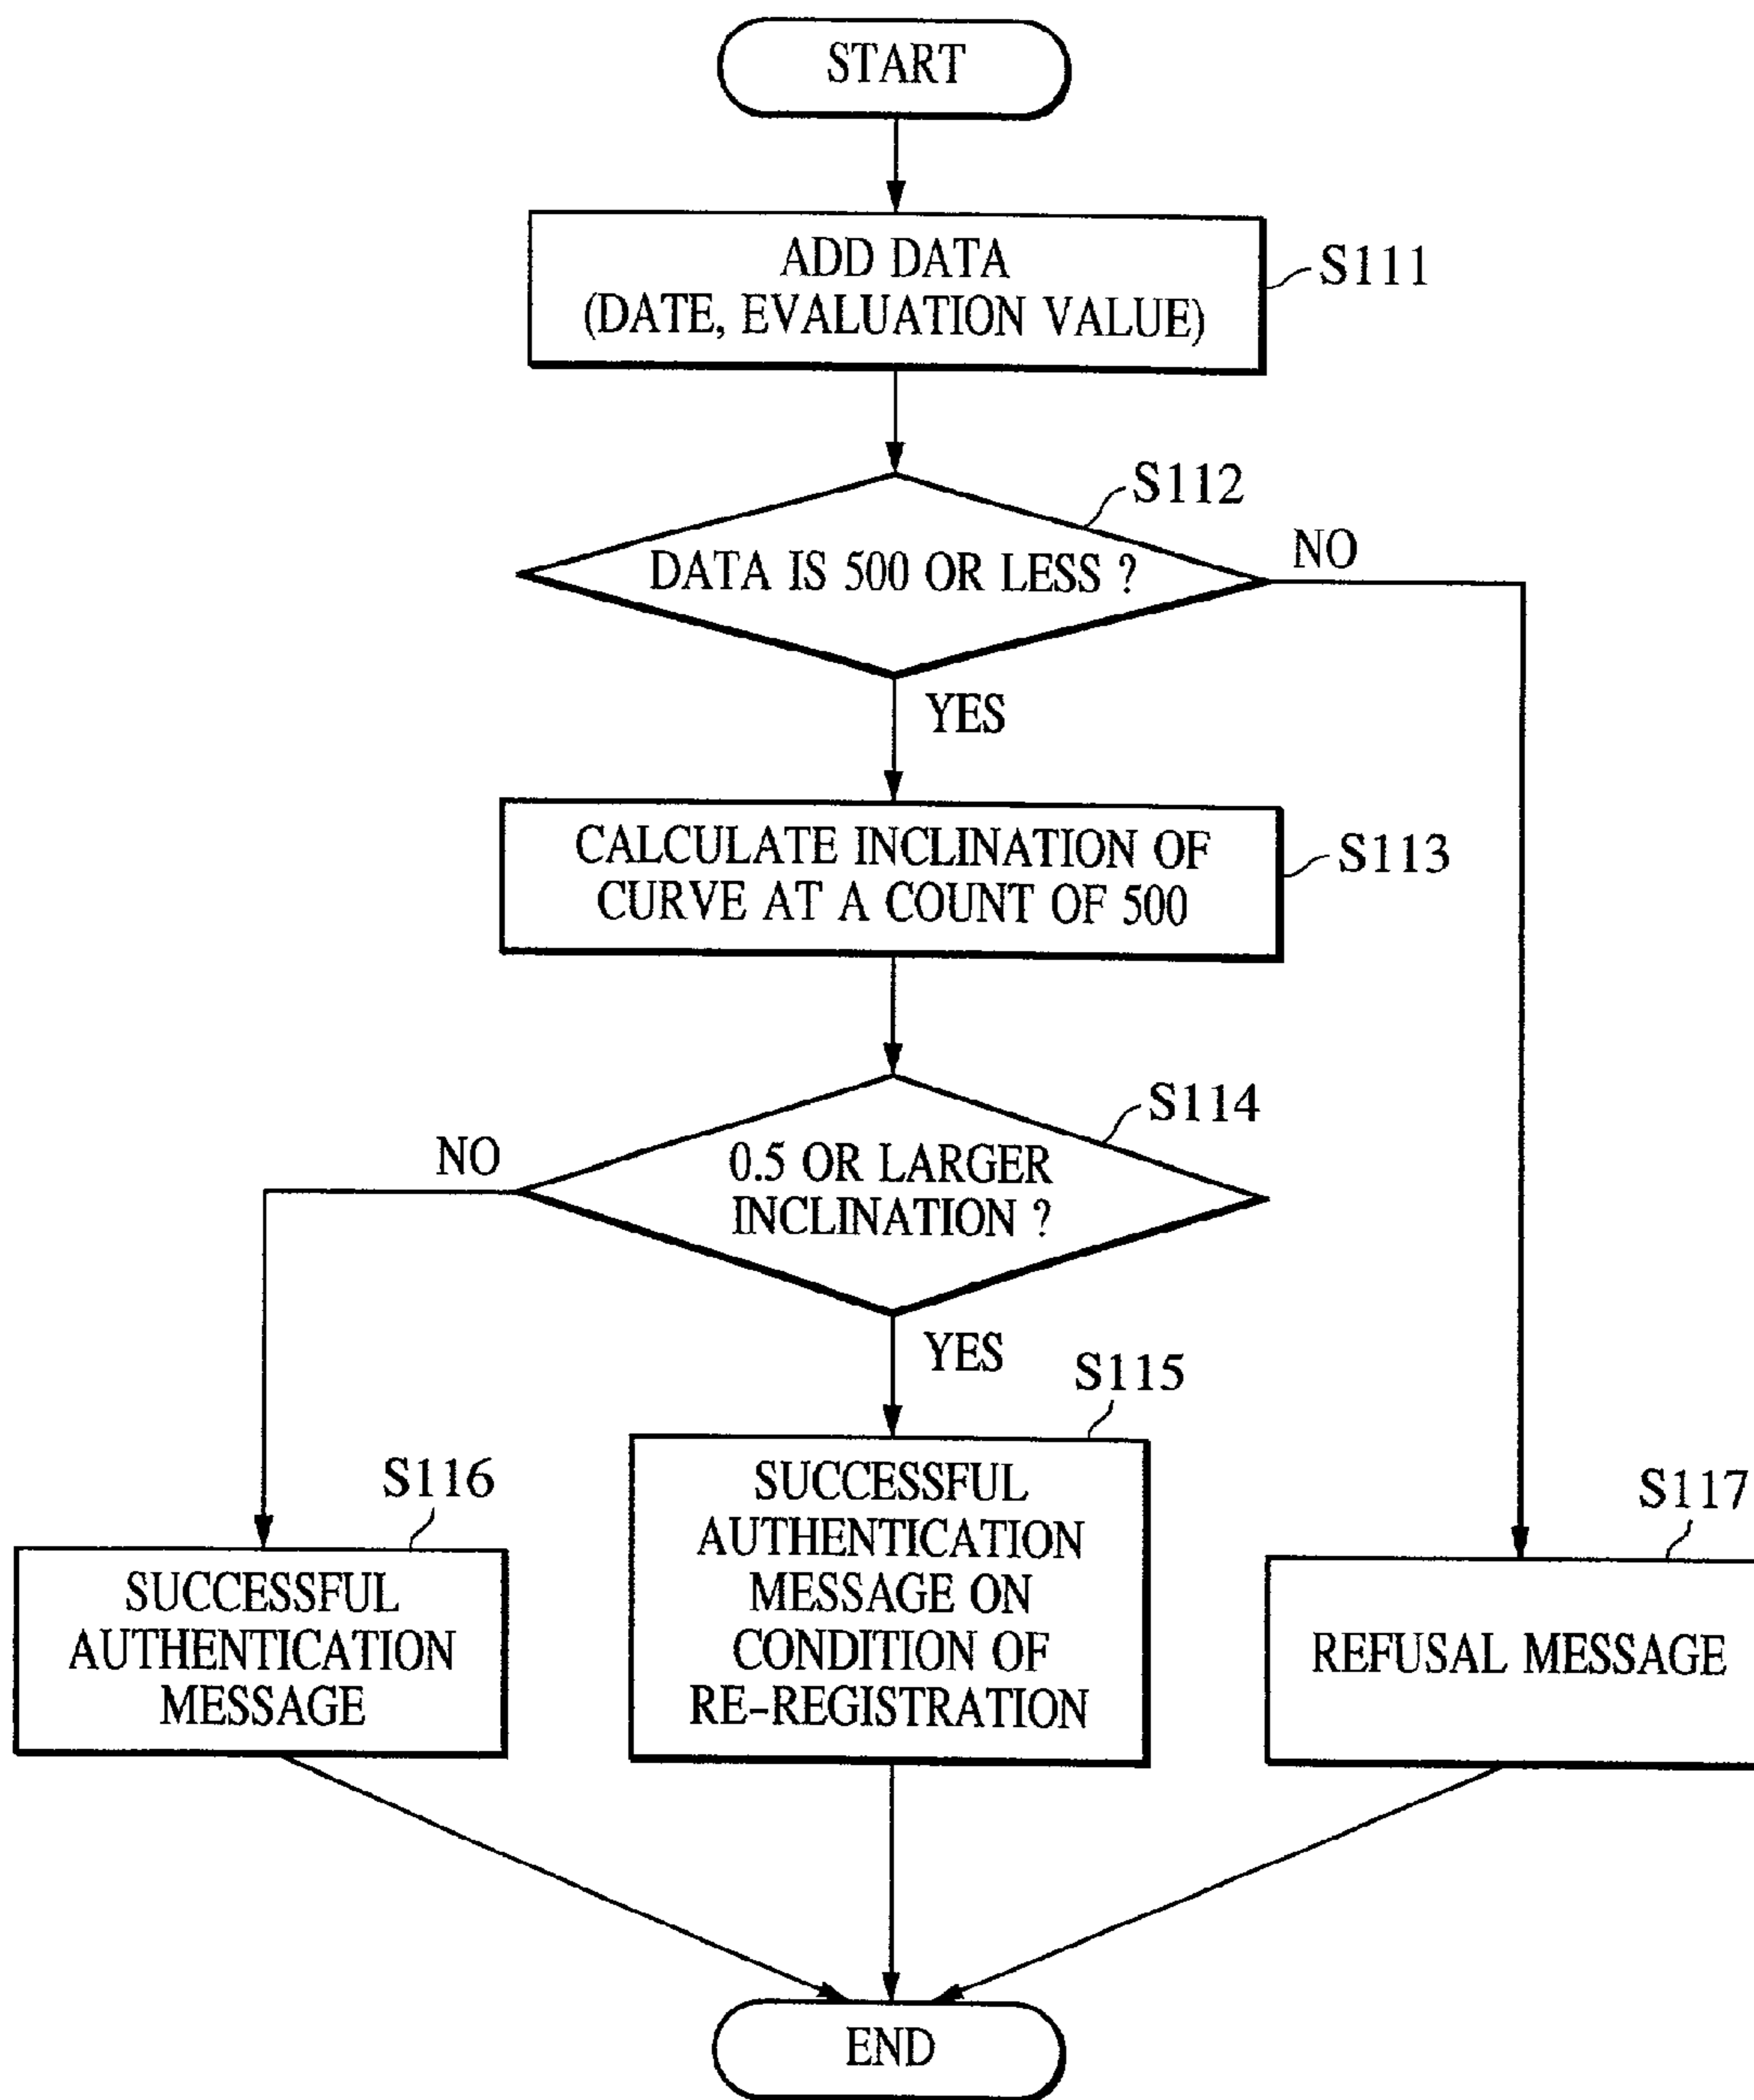 START
ADD DATA
(DATE, EVALUATION VALUE)
S111
S112
DATA IS 500 OR LESS ?
NO
YES
CALCULATE INCLINATION OF
CURVE AT A COUNT OF 500
S113
S114
NO
0.5 OR LARGER
INCLINATION ?
YES
S115
S116
S117
SUCCESSFUL
AUTHENTICATION
MESSAGE
SUCCESSFUL
AUTHENTICATION
MESSAGE ON
CONDITION OF
RE-REGISTRATION
REFUSAL MESSAGE
END